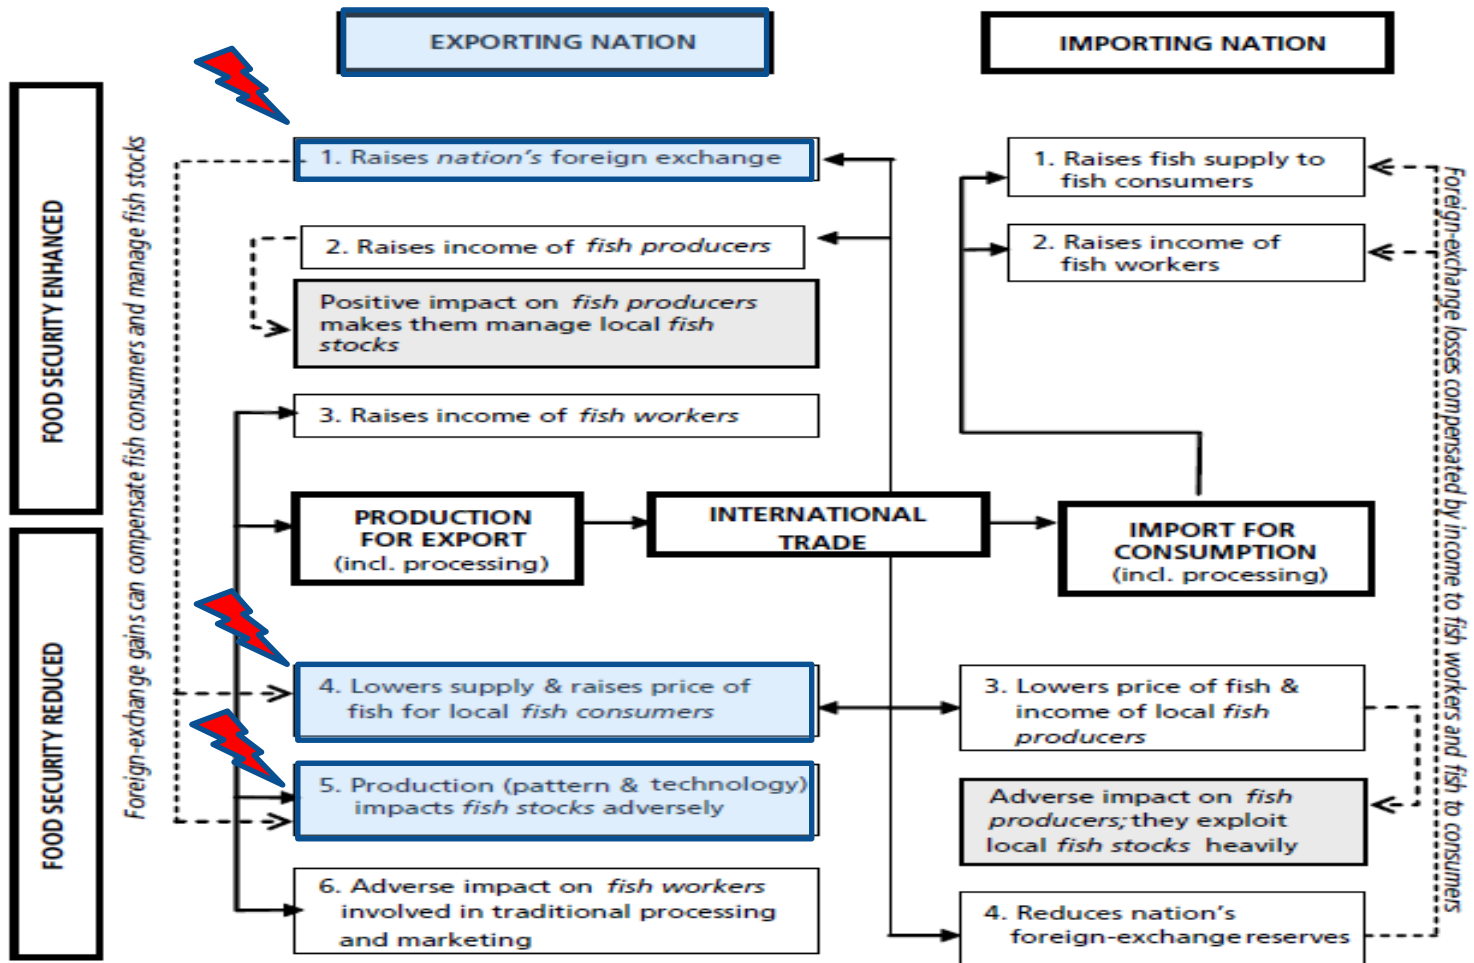 EXPORTING NATION
IMPORTING NATION
FOOD SECURITY ENHANCED
FOOD SECURITY REDUCED
Foreign-exchange gains can compensate fish consumers and manage fish stocks
1. Raises nation's foreign exchange
2. Raises income of fish producers
Positive impact on fish producers
makes them manage local fish
stocks
3. Raises income of fish workers
PRODUCTION
FOR EXPORT
(incl. processing)
INTERNATIONAL
TRADE
IMPORT FOR
CONSUMPTION
(incl. processing)
4. Lowers supply & raises price of
fish for local fish consumers
5. Production (pattern & technology)
impacts fish stocks adversely
6. Adverse impact on fish workers
involved in traditional processing
and marketing
1. Raises fish supply to
fish consumers
2. Raises income of
fish workers
3. Lowers price of fish &
income of local fish
producers
Adverse impact on fish
producers; they exploit
local fish stocks heavily
4. Reduces nation's
foreign-exchange reserves
Foreign-exchange losses compensated by income to fish workers and fish to consumers